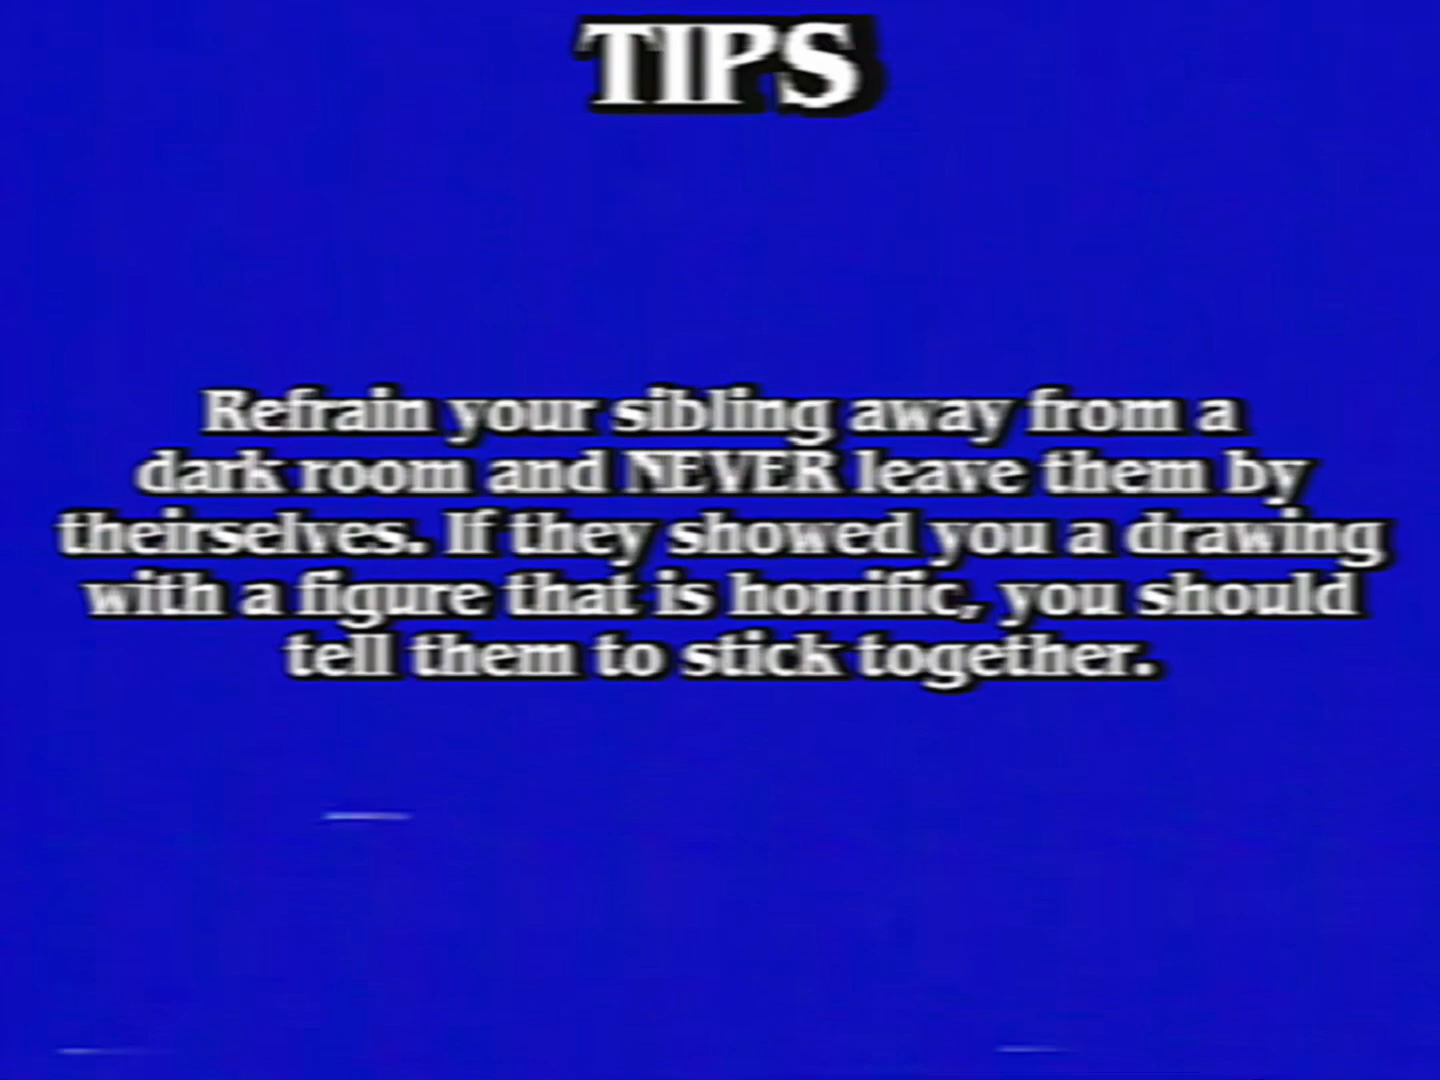 TIPS
Refrain your sibling away from a
dark room and NEVER leave them by
theirselves. If they showed you a drawing
with a figure that is horrific, you should
tell them to stick together.